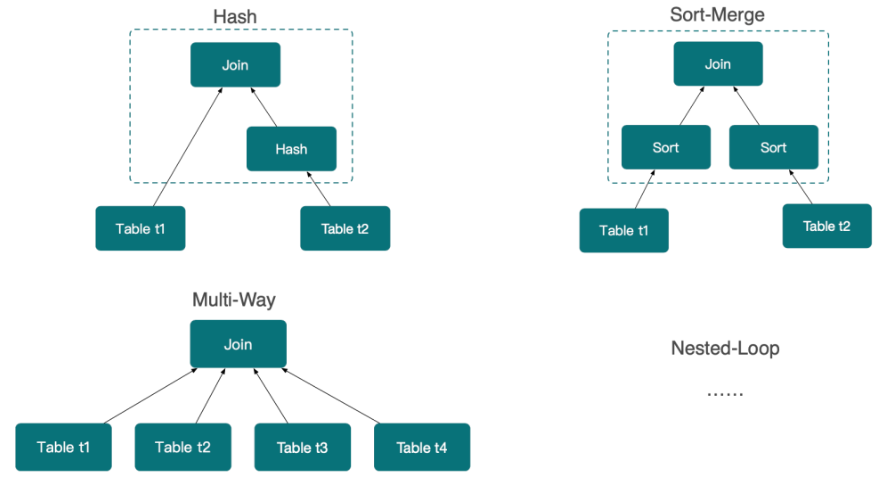 Hash
Join
Hash
Table t1
Table t2
Sort-Merge
Join
Sort
Sort
Table t1
Table t2
Multi-Way
Join
Table t1
Table t2
Table t3
Table t4
Nested-Loop
......